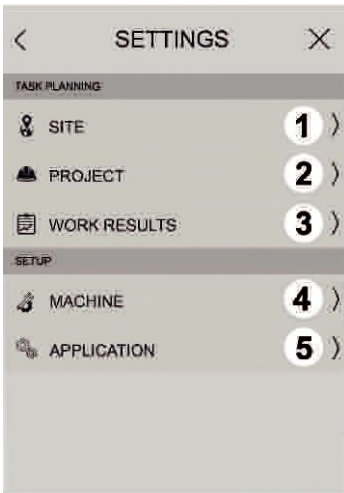 SETTINGS
TASK PLANNING
SITE 1
PROJECT 2
WORK RESULTS 3
SETUP
MACHINE 4
APPLICATION 5